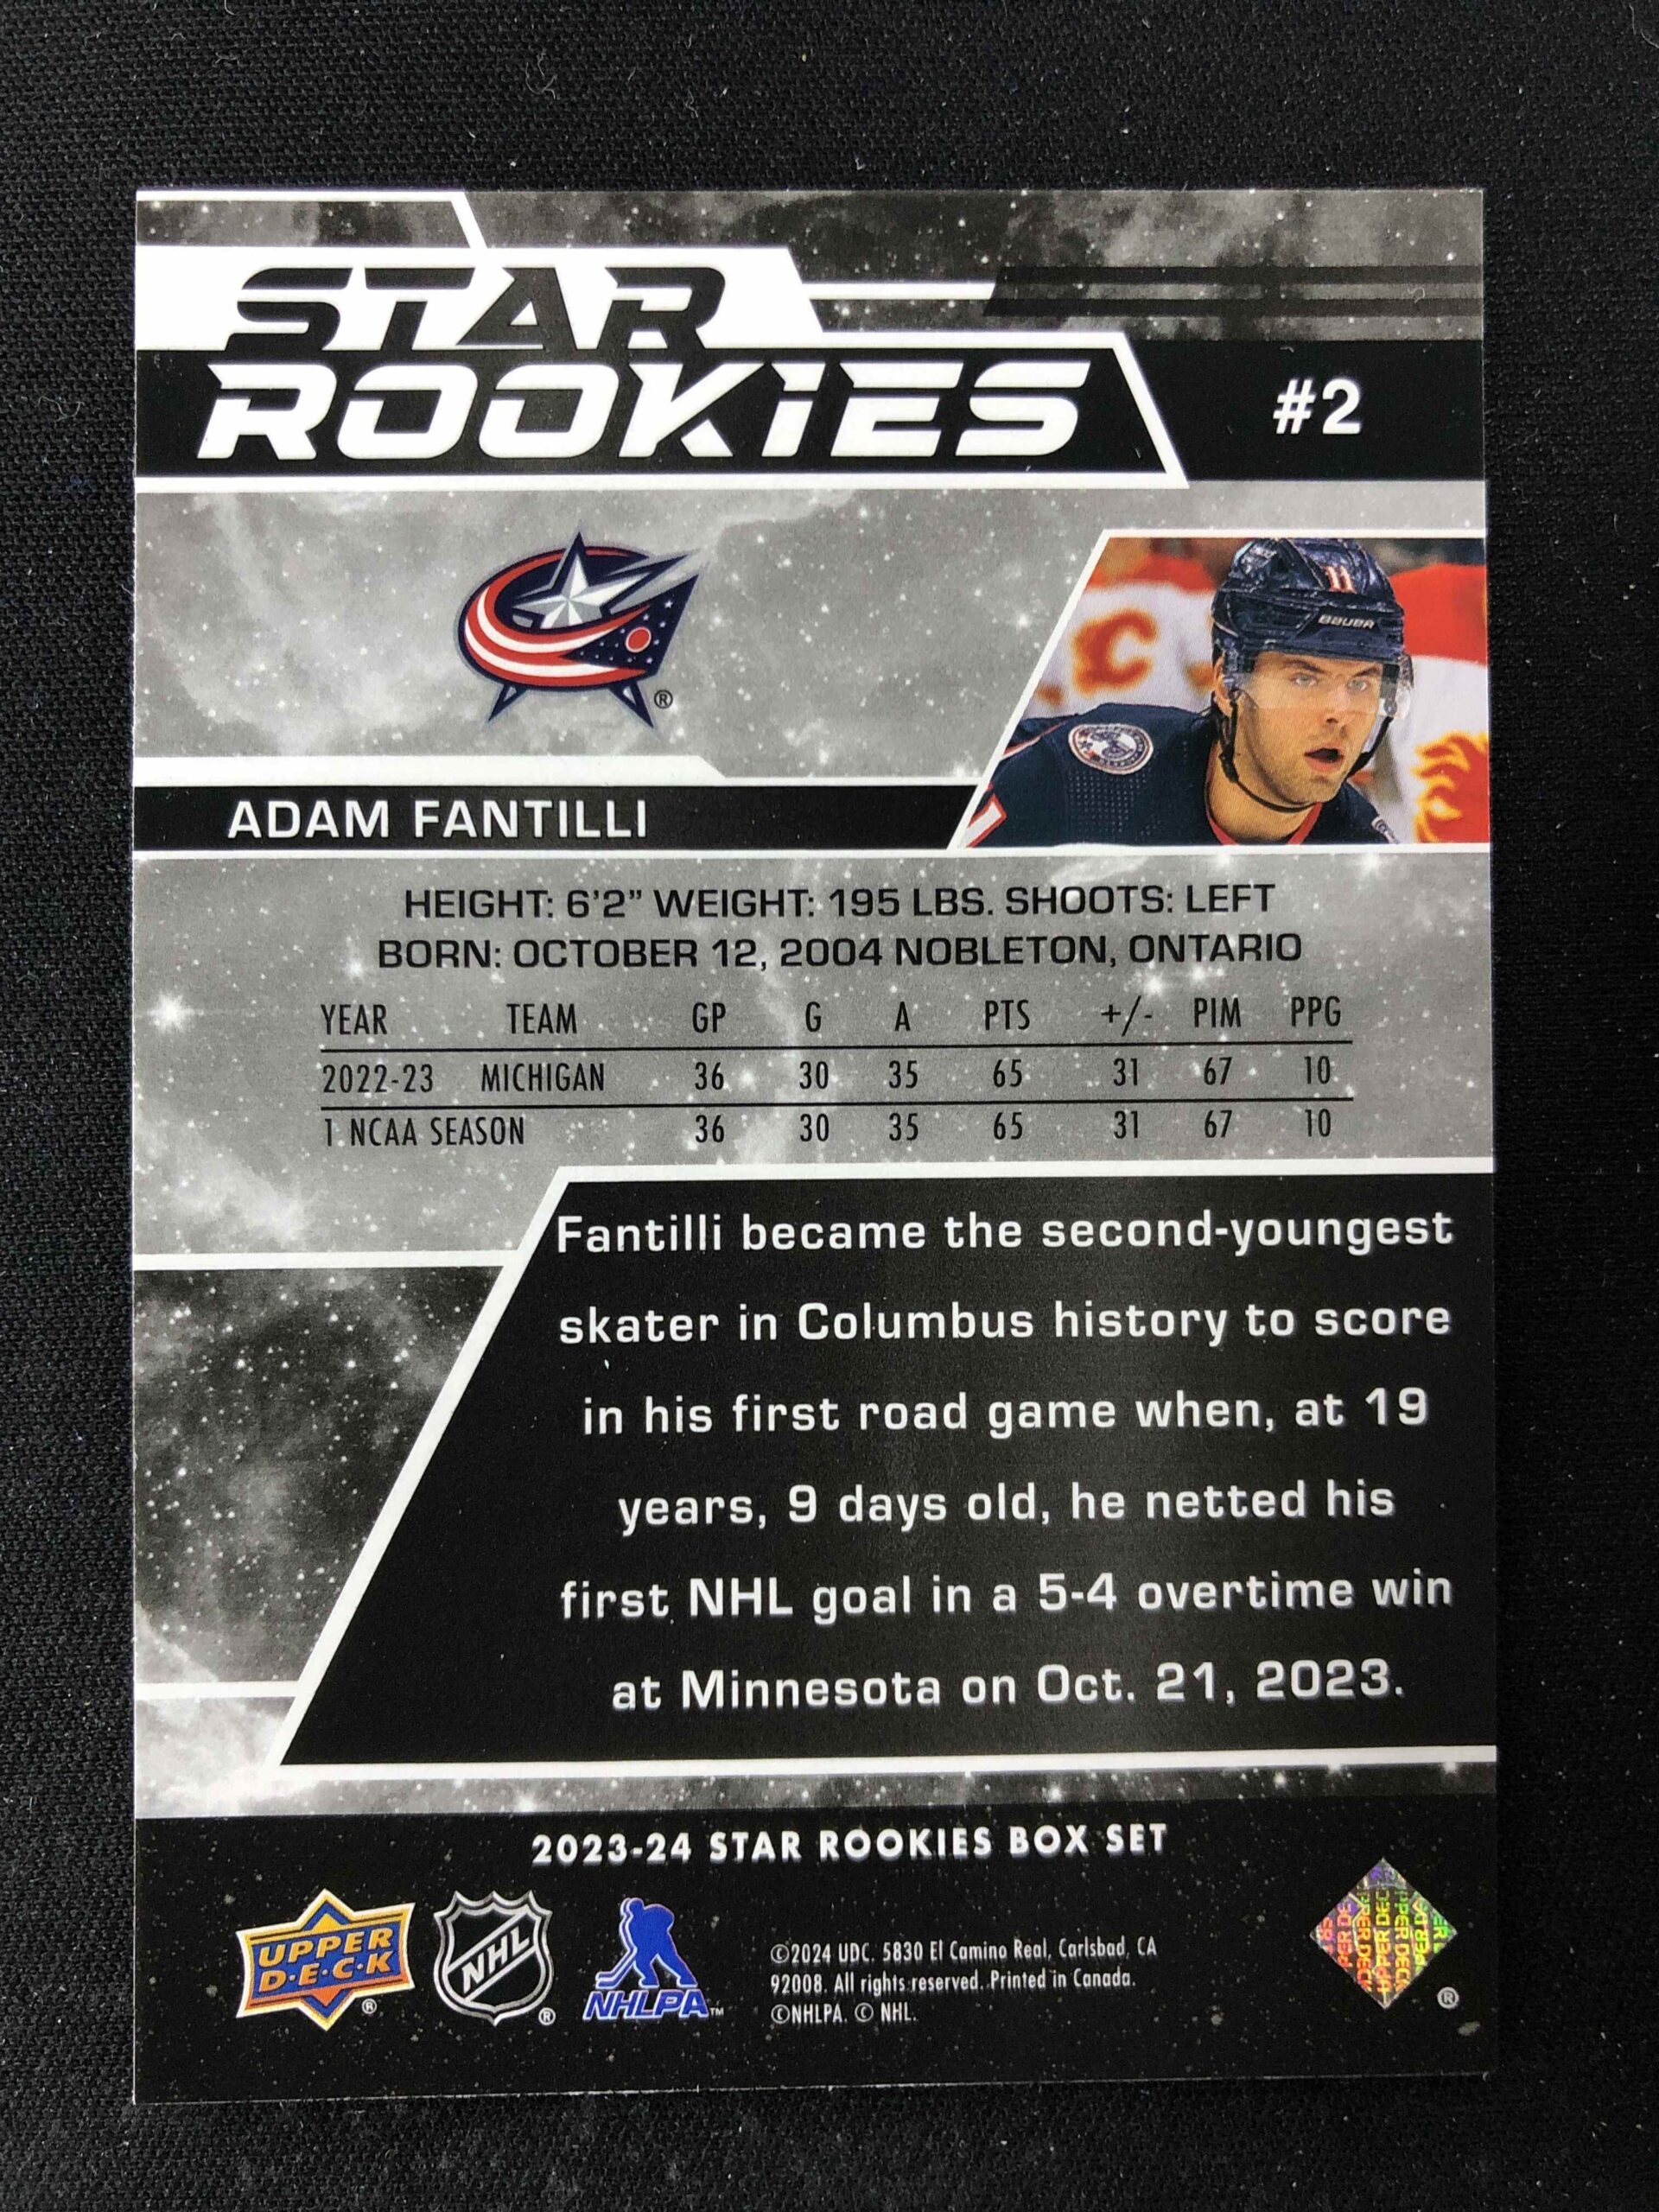 STAR
ROOKIES
#2
11
BAUER
C
®
ADAM FANTILLI
HEIGHT: 6'2” WEIGHT: 195 LBS. SHOOTS: LEFT
BORN: OCTOBER 12, 2004 NOBLETON, ONTARIO
YEAR TEAM GP G A PTS +/- PIM PPG
2022-23 MICHIGAN 36 30 35 65 31 67 10
1 NCAA SEASON 36 30 35 65 31 67 10
Fantilli became the second-youngest
skater in Columbus history to score
in his first road game when, at 19
years, 9 days old, he netted his
first NHL goal in a 5-4 overtime win
at Minnesota on Oct. 21, 2023.
2023-24 STAR ROOKIES BOX SET
UPPER
D·E·C·K
®
NHL
®
NHLPA™
©2024 UDC. 5830 El Camino Real, Carlsbad, CA
92008. All rights reserved. Printed in Canada.
©NHLPA. © NHL.
UPPER DECK
®